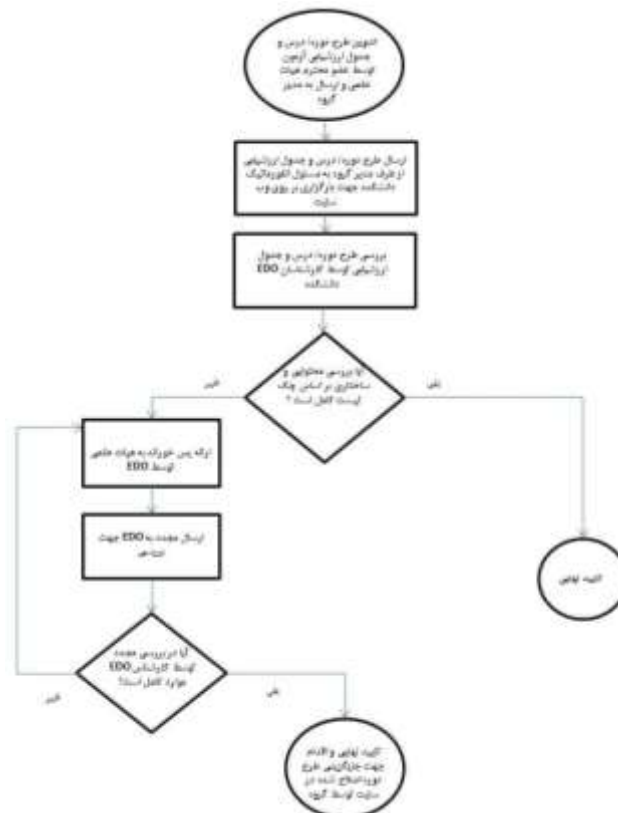 تدوین طرح دوره/ درس و
جدول ارزشیابی آزمون
توسط عضو محترم هیات
علمی و ارسال به مدیر
گروه
ارسال طرح دوره/ درس و جدول ارزشیابی
از طرف مدیر گروه به مسئول انفورماتیک
دانشکده جهت بارگزاری بر روی وب
سایت
بررسی طرح دوره/ درس و جدول
ارزشیابی توسط کارشناسان EDO
دانشکده
آیا بررسی محتوایی و
ساختاری بر اساس چک
لیست کامل است ؟
خیر
بلی
ارائه پس خوراند به هیات علمی
توسط EDO
ارسال مجدد به EDO جهت
بررسی
تایید نهایی
آیا در بررسی مجدد
توسط کارشناس EDO
موارد کامل است؟
خیر
بلی
تایید نهایی و اقدام
جهت جایگزینی طرح
دوره اصلاح شده در
سایت توسط گروه